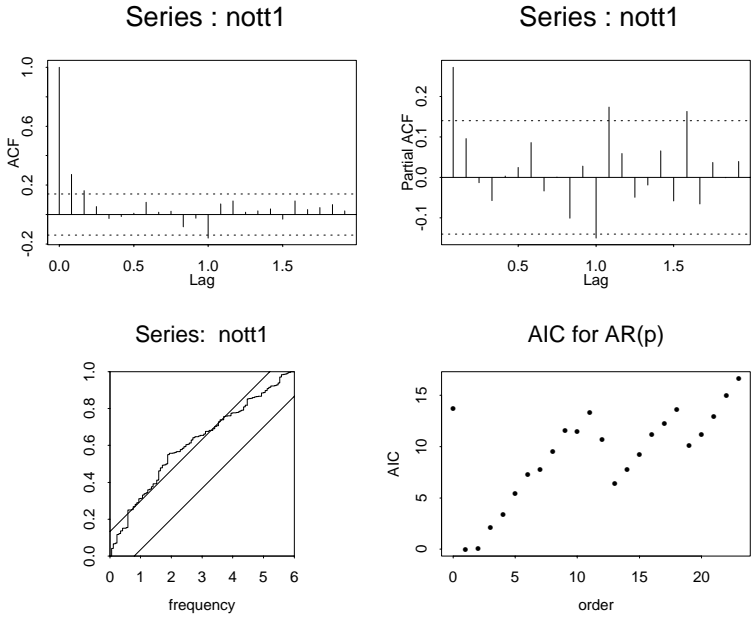 Series : nott1
ACF
-0.2 0.2 0.6 1.0
0.0 0.5 1.0 1.5
Lag
Series : nott1
Partial ACF
-0.1 0.0 0.1 0.2
0.5 1.0 1.5
Lag
Series: nott1
0.0 0.2 0.4 0.6 0.8 1.0
0 1 2 3 4 5 6
frequency
AIC for AR(p)
AIC
0 5 10 15
0 5 10 15 20
order